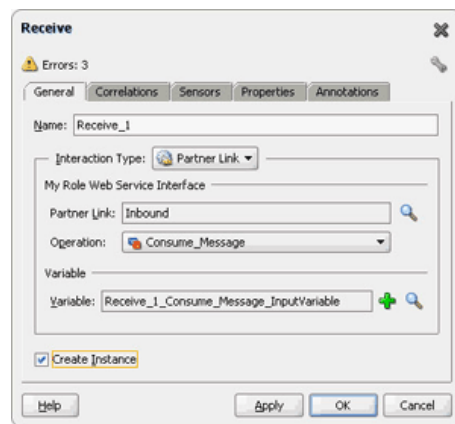 Receive
Errors: 3
General Correlations Sensors Properties Annotations
Name: Receive_1
Interaction Type: Partner Link
My Role Web Service Interface
Partner Link: Inbound
Operation: Consume_Message
Variable
Variable: Receive_1_Consume_Message_InputVariable
Create Instance
Help Apply OK Cancel